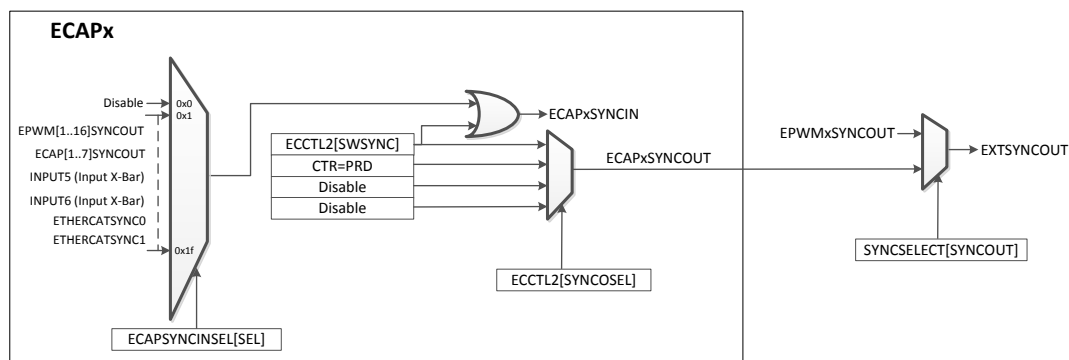 ECAPx
Disable
0x0
0x1
EPWM[1..16]SYNCOUT
ECAP[1..7]SYNCOUT
INPUT5 (Input X-Bar)
INPUT6 (Input X-Bar)
ETHERCATSYNC0
ETHERCATSYNC1
0x1f
ECAPSYNCINSEL[SEL]
ECAPxSYNCIN
ECCTL2[SWSYNC]
CTR=PRD
Disable
Disable
ECCTL2[SYNCOSEL]
ECAPxSYNCOUT
EPWMxSYNCOUT
EXTSYNCOUT
SYNCSELECT[SYNCOUT]